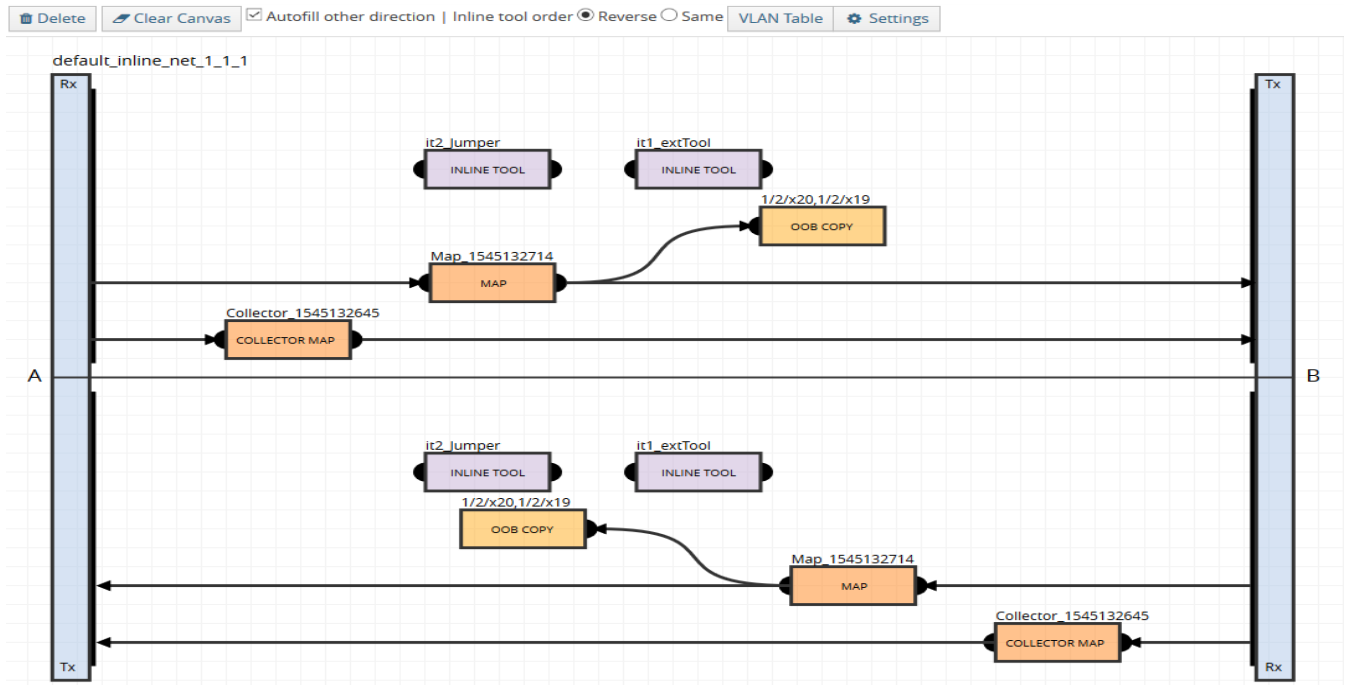 Delete Clear Canvas Autofill other direction | Inline tool order Reverse Same VLAN Table Settings
default_inline_net_1_1_1
Rx Tx
it2_Jumper it1_extTool
INLINE TOOL INLINE TOOL
1/2/x20,1/2/x19
OOB COPY
Map_1545132714
MAP
Collector_1545132645
COLLECTOR MAP
A B
it2_Jumper it1_extTool
INLINE TOOL INLINE TOOL
1/2/x20,1/2/x19
OOB COPY
Map_1545132714
MAP
Collector_1545132645
COLLECTOR MAP
Tx Rx